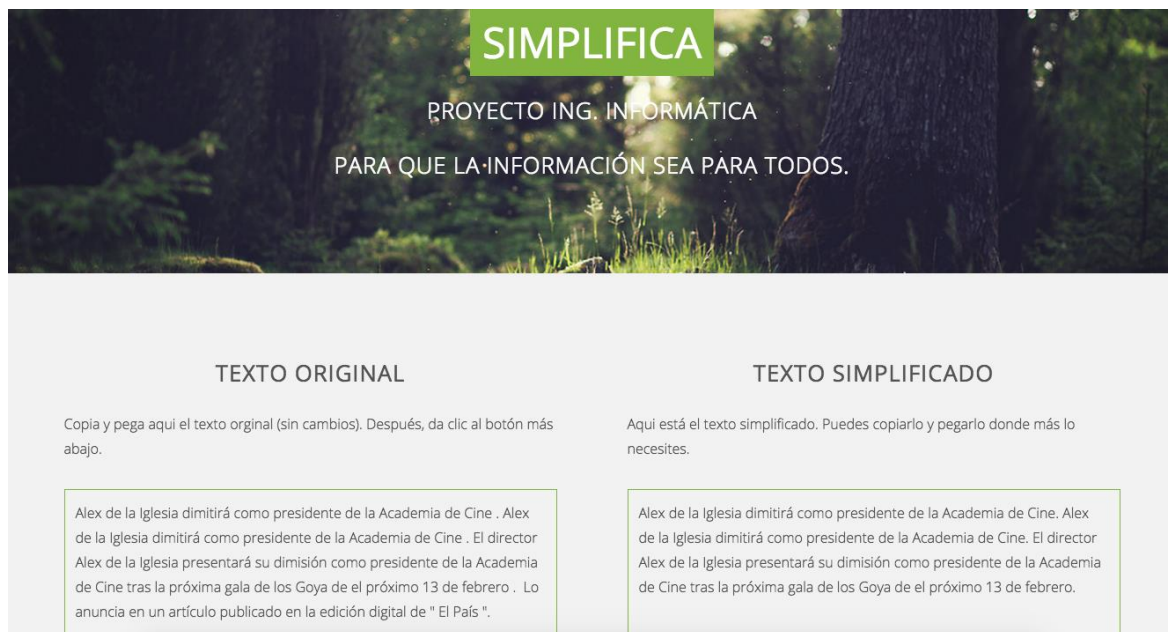 SIMPLIFICA
PROYECTO ING. INFORMÁTICA
PARA QUE LA INFORMACIÓN SEA PARA TODOS.
TEXTO ORIGINAL
Copia y pega aqui el texto orginal (sin cambios). Después, da clic al botón más
abajo.
Alex de la Iglesia dimitirá como presidente de la Academia de Cine . Alex
de la Iglesia dimitirá como presidente de la Academia de Cine . El director
Alex de la Iglesia presentará su dimisión como presidente de la Academia
de Cine tras la próxima gala de los Goya de el próximo 13 de febrero .  Lo
anuncia en un artículo publicado en la edición digital de " El País ".
TEXTO SIMPLIFICADO
Aqui está el texto simplificado. Puedes copiarlo y pegarlo donde más lo
necesites.
Alex de la Iglesia dimitirá como presidente de la Academia de Cine. Alex
de la Iglesia dimitirá como presidente de la Academia de Cine. El director
Alex de la Iglesia presentará su dimisión como presidente de la Academia
de Cine tras la próxima gala de los Goya de el próximo 13 de febrero.